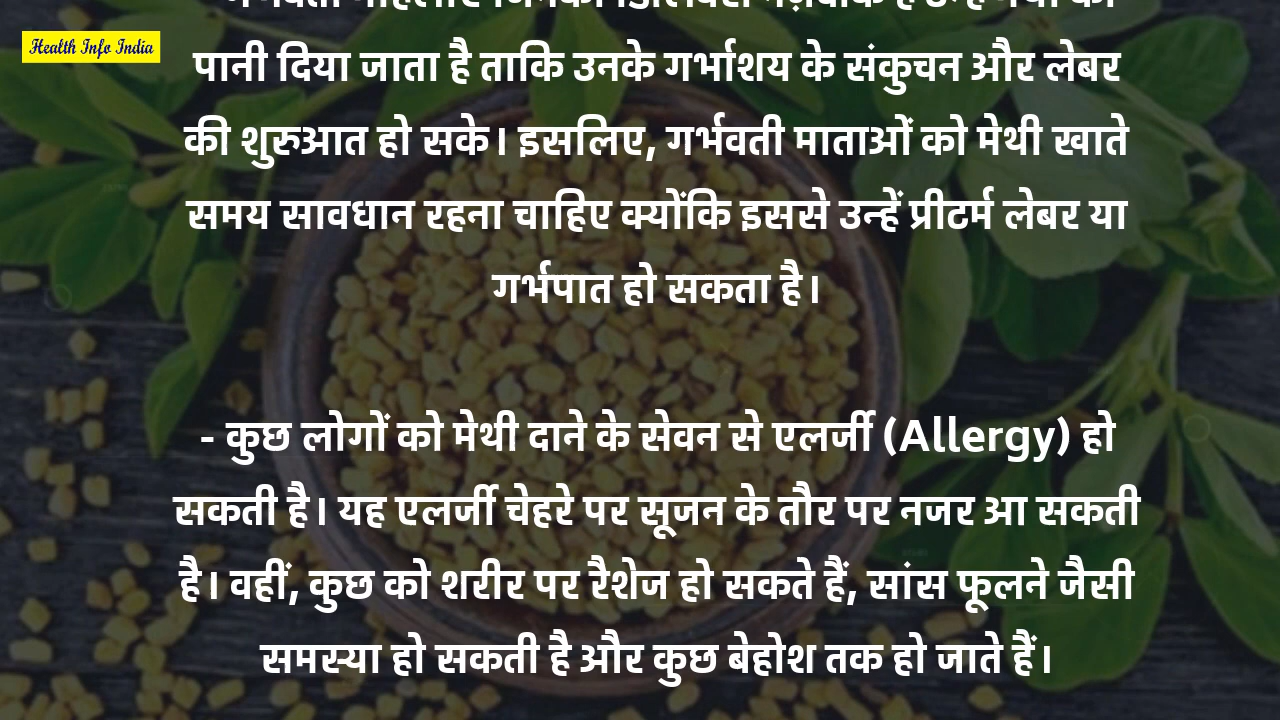 Health Info India
पानी दिया जाता है ताकि उनके गर्भाशय के संकुचन और लेबर
की शुरुआत हो सके। इसलिए, गर्भवती माताओं को मेथी खाते
समय सावधान रहना चाहिए क्योंकि इससे उन्हें प्रीटर्म लेबर या
गर्भपात हो सकता है।
- कुछ लोगों को मेथी दाने के सेवन से एलर्जी (Allergy) हो
सकती है। यह एलर्जी चेहरे पर सूजन के तौर पर नजर आ सकती
है। वहीं, कुछ को शरीर पर रैशेज हो सकते हैं, सांस फूलने जैसी
समस्या हो सकती है और कुछ बेहोश तक हो जाते हैं।